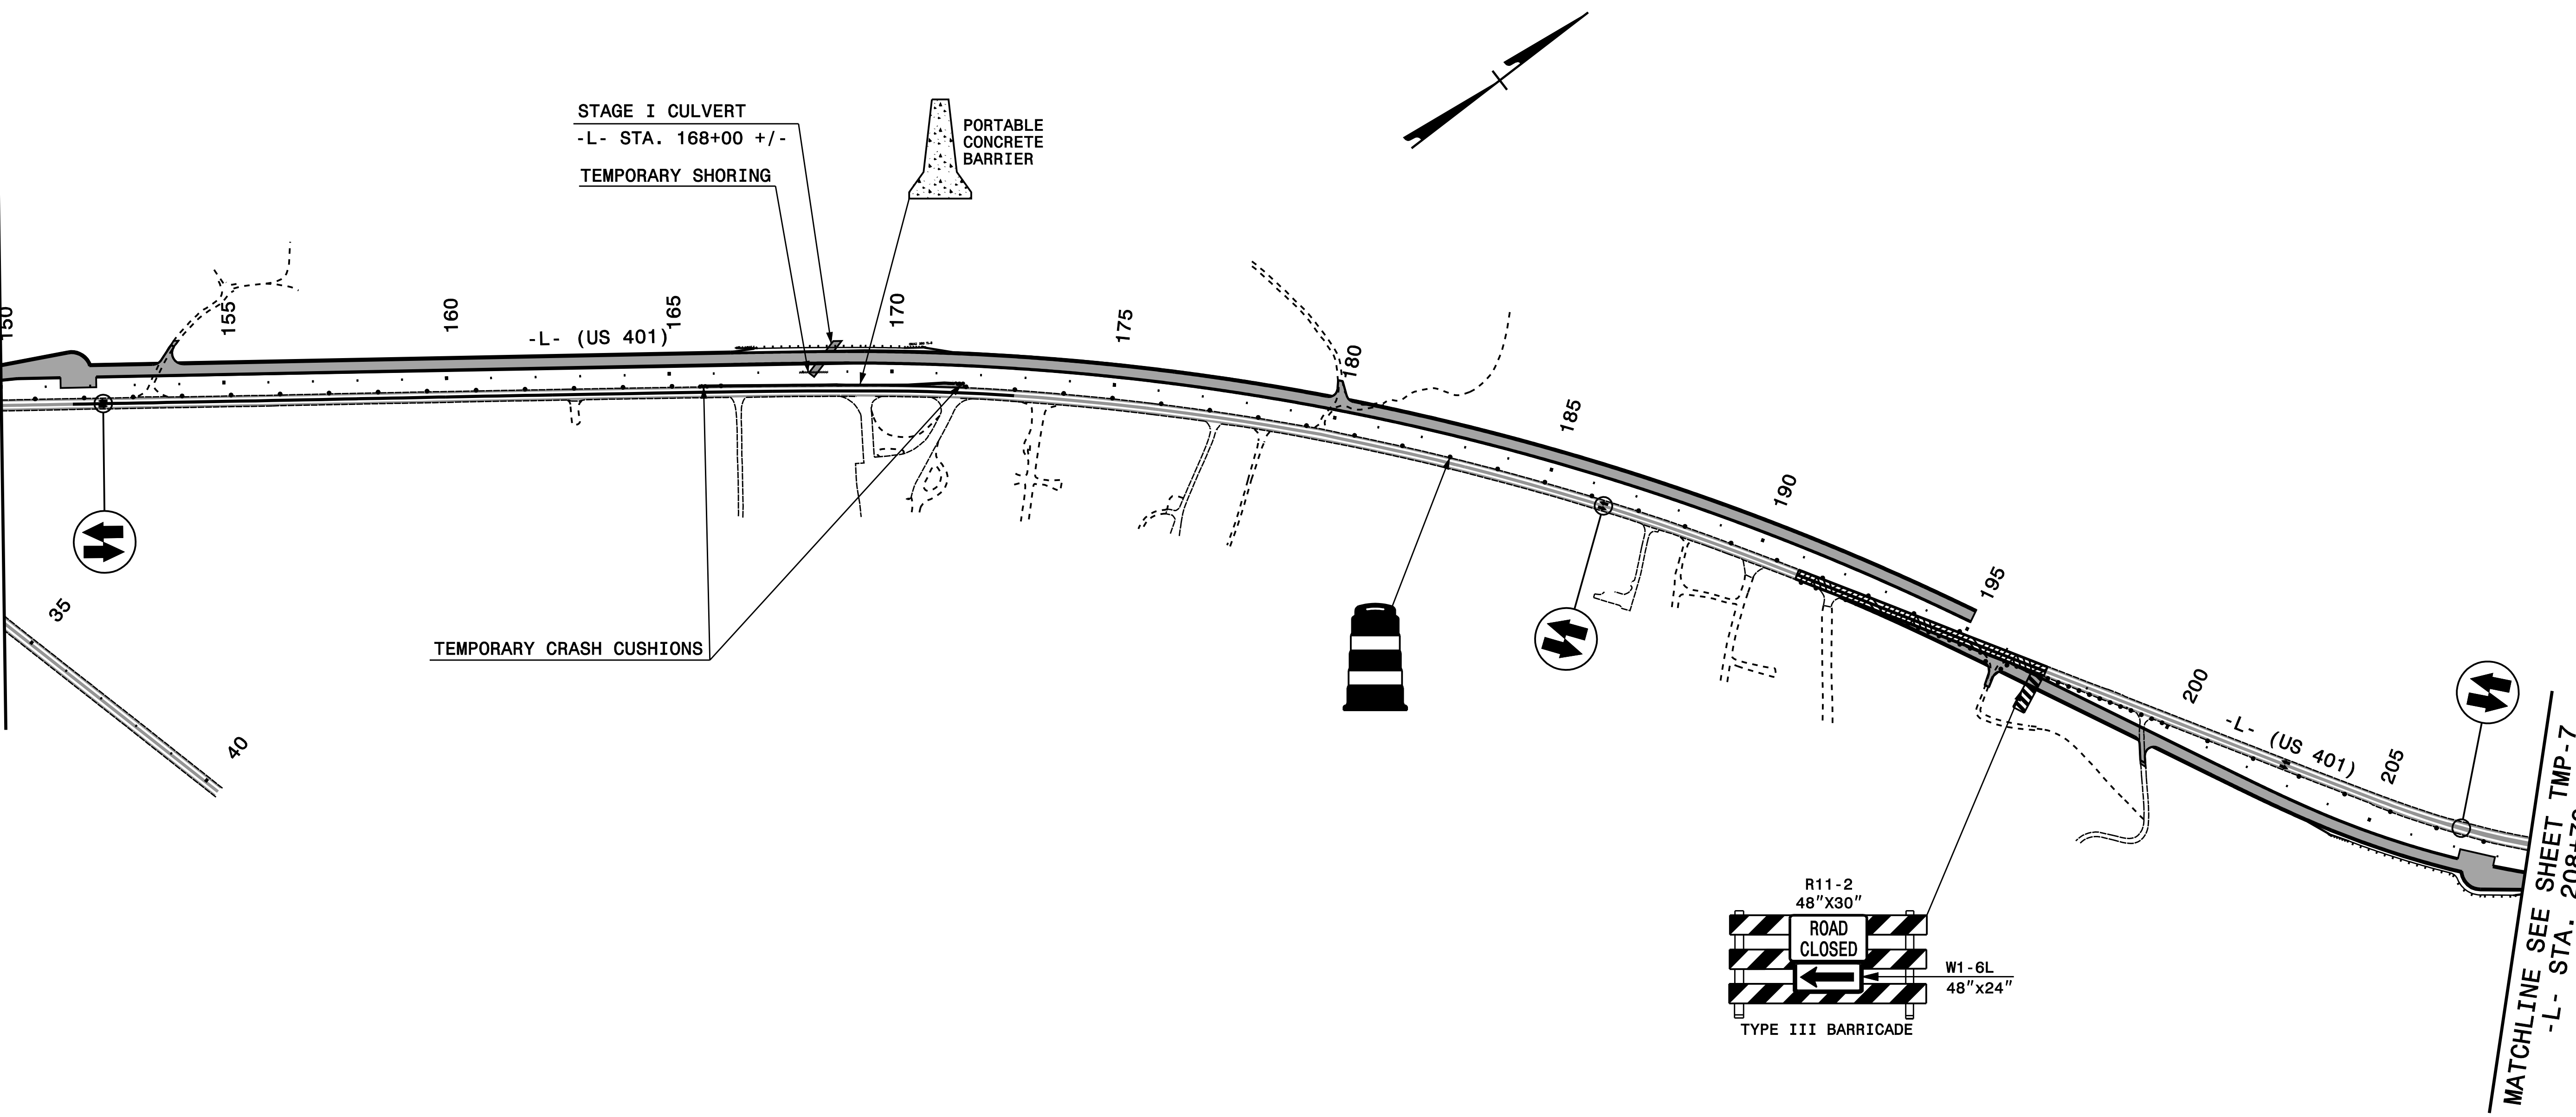 STAGE I CULVERT
-L- STA. 168+00 +/-
TEMPORARY SHORING
PORTABLE
CONCRETE
BARRIER
150
155
160
165
170
175
180
185
190
195
200
205
-L- (US 401)
-L- (US 401)
35
40
TEMPORARY CRASH CUSHIONS
R11-2
48"X30"
ROAD
CLOSED
W1-6L
48"x24"
TYPE III BARRICADE
MATCHLINE SEE SHEET TMP-7
-L- STA.